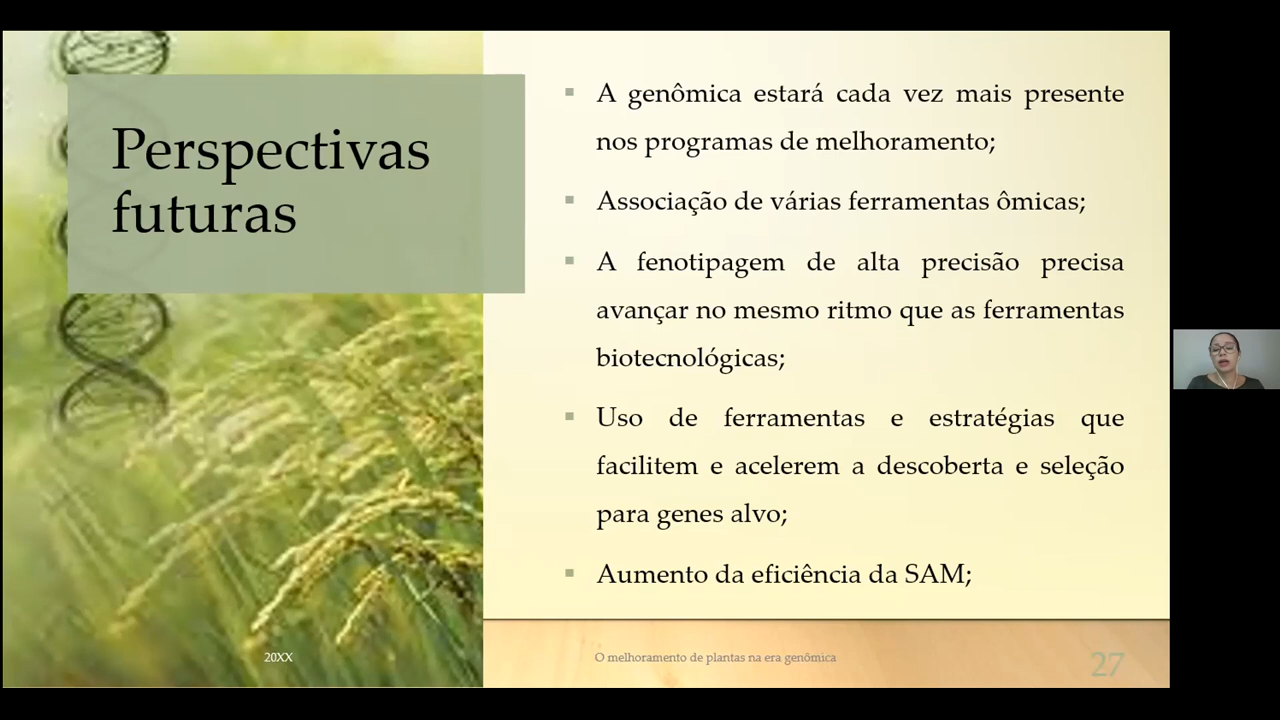 Perspectivas
futuras
A genômica estará cada vez mais presente
nos programas de melhoramento;
Associação de várias ferramentas ômicas;
A fenotipagem de alta precisão precisa
avançar no mesmo ritmo que as ferramentas
biotecnológicas;
Uso de ferramentas e estratégias que
facilitem e acelerem a descoberta e seleção
para genes alvo;
Aumento da eficiência da SAM;
20XX
O melhoramento de plantas na era genômica
27